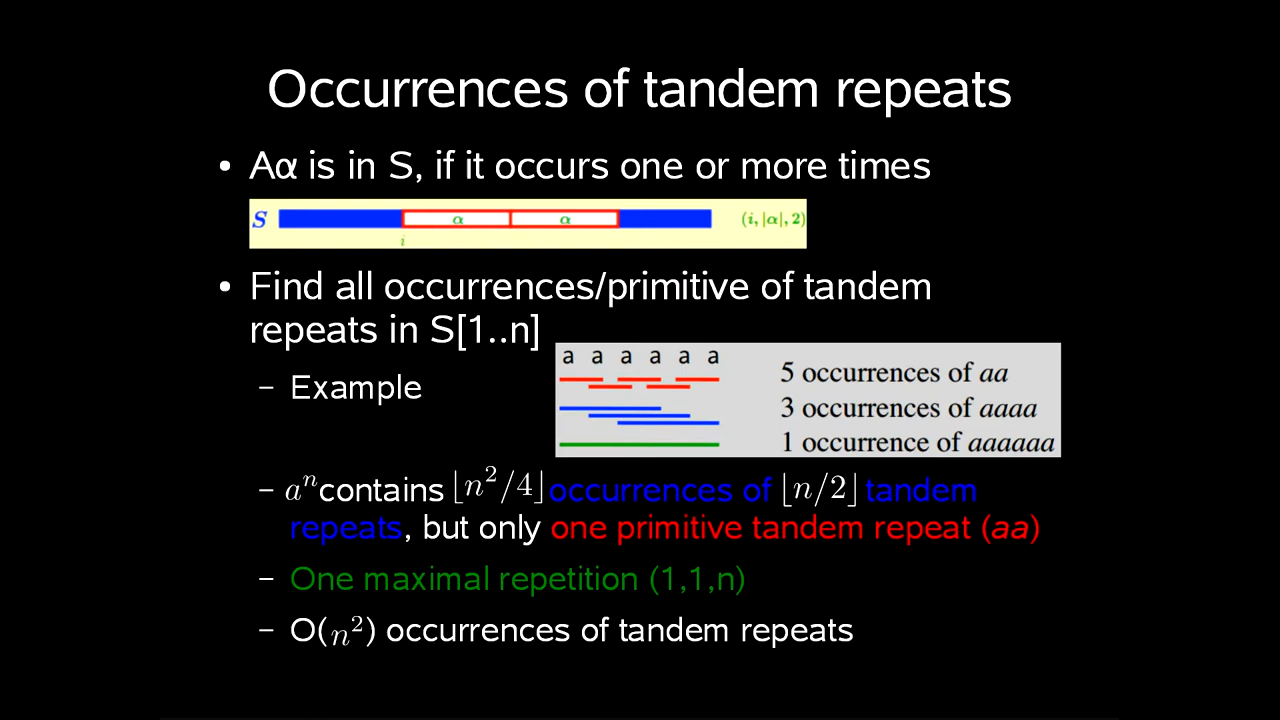 Occurrences of tandem repeats
• Aα is in S, if it occurs one or more times
S α α (i, |α|, 2)
i
• Find all occurrences/primitive of tandem
repeats in S[1..n]
a a a a a a
– Example
5 occurrences of aa
3 occurrences of aaaa
1 occurrence of aaaaaa
– aⁿcontains ⌊n²/4⌋ occurrences of ⌊n/2⌋ tandem
repeats, but only one primitive tandem repeat (aa)
– One maximal repetition (1,1,n)
– O(n²) occurrences of tandem repeats